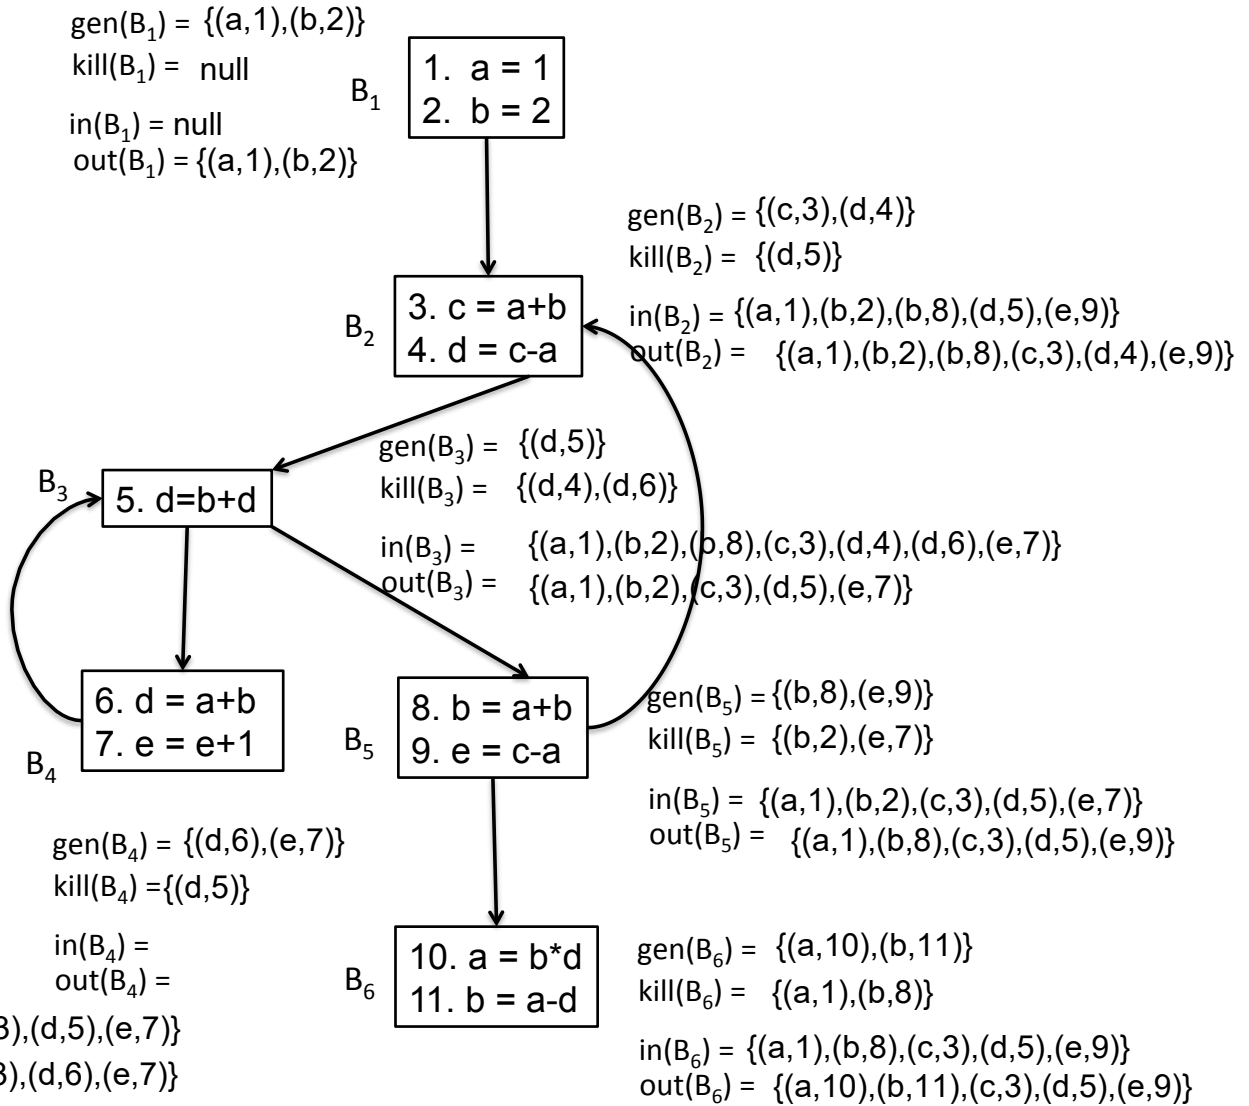 gen(B₁) = {(a,1),(b,2)}
kill(B₁) = null
in(B₁) = null
out(B₁) = {(a,1),(b,2)}
B₁
1. a = 1
2. b = 2
gen(B₂) = {(c,3),(d,4)}
kill(B₂) = {(d,5)}
in(B₂) = {(a,1),(b,2),(b,8),(d,5),(e,9)}
out(B₂) = {(a,1),(b,2),(b,8),(c,3),(d,4),(e,9)}
B₂
3. c = a+b
4. d = c-a
gen(B₃) = {(d,5)}
kill(B₃) = {(d,4),(d,6)}
in(B₃) = {(a,1),(b,2),(b,8),(c,3),(d,4),(d,6),(e,7)}
out(B₃) = {(a,1),(b,2),(c,3),(d,5),(e,7)}
B₃
5. d=b+d
6. d = a+b
7. e = e+1
B₄
gen(B₄) = {(d,6),(e,7)}
kill(B₄) ={(d,5)}
in(B₄) =
out(B₄) =
3),(d,5),(e,7)}
3),(d,6),(e,7)}
B₅
8. b = a+b
9. e = c-a
gen(B₅) = {(b,8),(e,9)}
kill(B₅) = {(b,2),(e,7)}
in(B₅) = {(a,1),(b,2),(c,3),(d,5),(e,7)}
out(B₅) = {(a,1),(b,8),(c,3),(d,5),(e,9)}
B₆
10. a = b*d
11. b = a-d
gen(B₆) = {(a,10),(b,11)}
kill(B₆) = {(a,1),(b,8)}
in(B₆) = {(a,1),(b,8),(c,3),(d,5),(e,9)}
out(B₆) = {(a,10),(b,11),(c,3),(d,5),(e,9)}